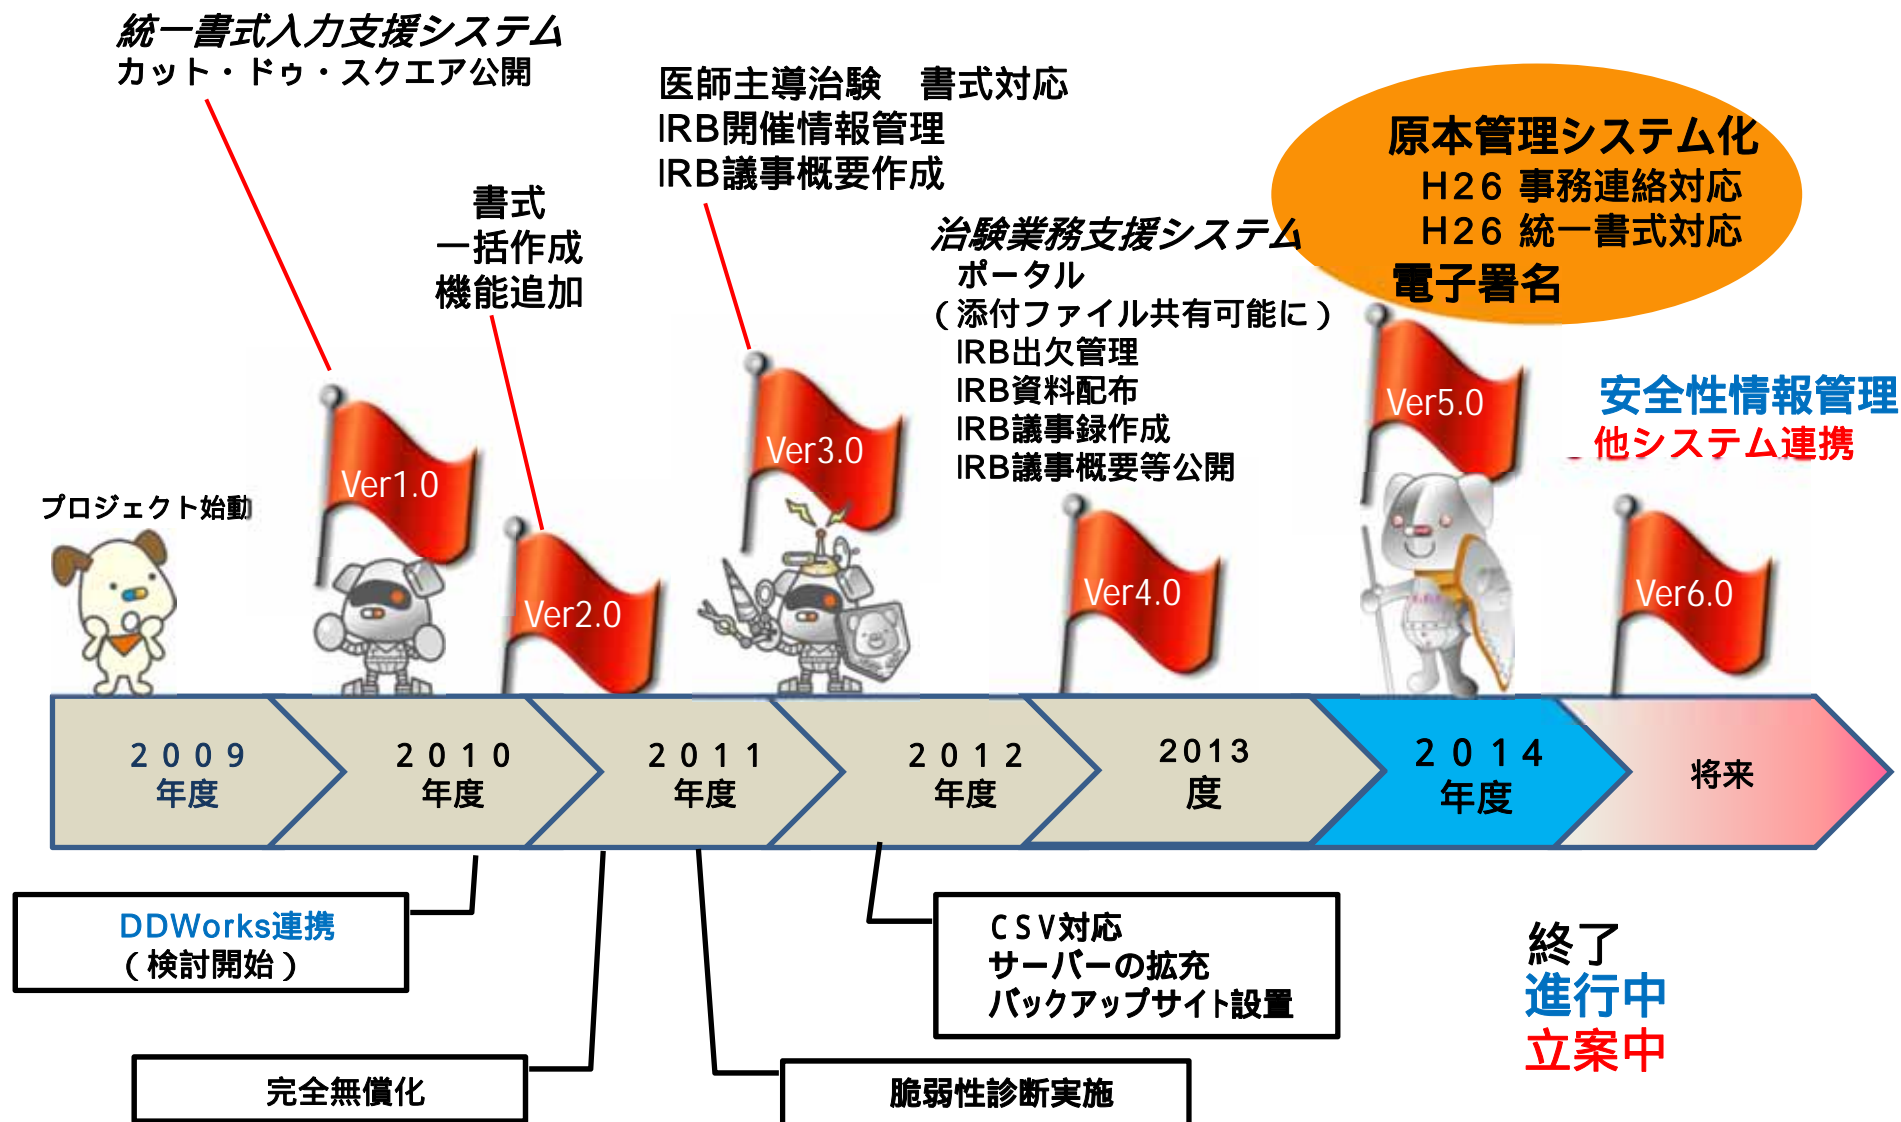 統一書式入力支援システム
カット・ドゥ・スクエア公開
書式
一括作成
機能追加
医師主導治験　書式対応
IRB開催情報管理
IRB議事概要作成
治験業務支援システム
ポータル
（添付ファイル共有可能に）
IRB出欠管理
IRB資料配布
IRB議事録作成
IRB議事概要等公開
原本管理システム化
H26 事務連絡対応
H26 統一書式対応
電子署名
安全性情報管理
他システム連携
プロジェクト始動
Ver1.0
Ver2.0
Ver3.0
Ver4.0
Ver5.0
Ver6.0
２００９
年度
２０１０
年度
２０１１
年度
２０１２
年度
2013
度
２０１４
年度
将来
DDWorks連携
（検討開始）
完全無償化
脆弱性診断実施
CSV対応
サーバーの拡充
バックアップサイト設置
終了
進行中
立案中